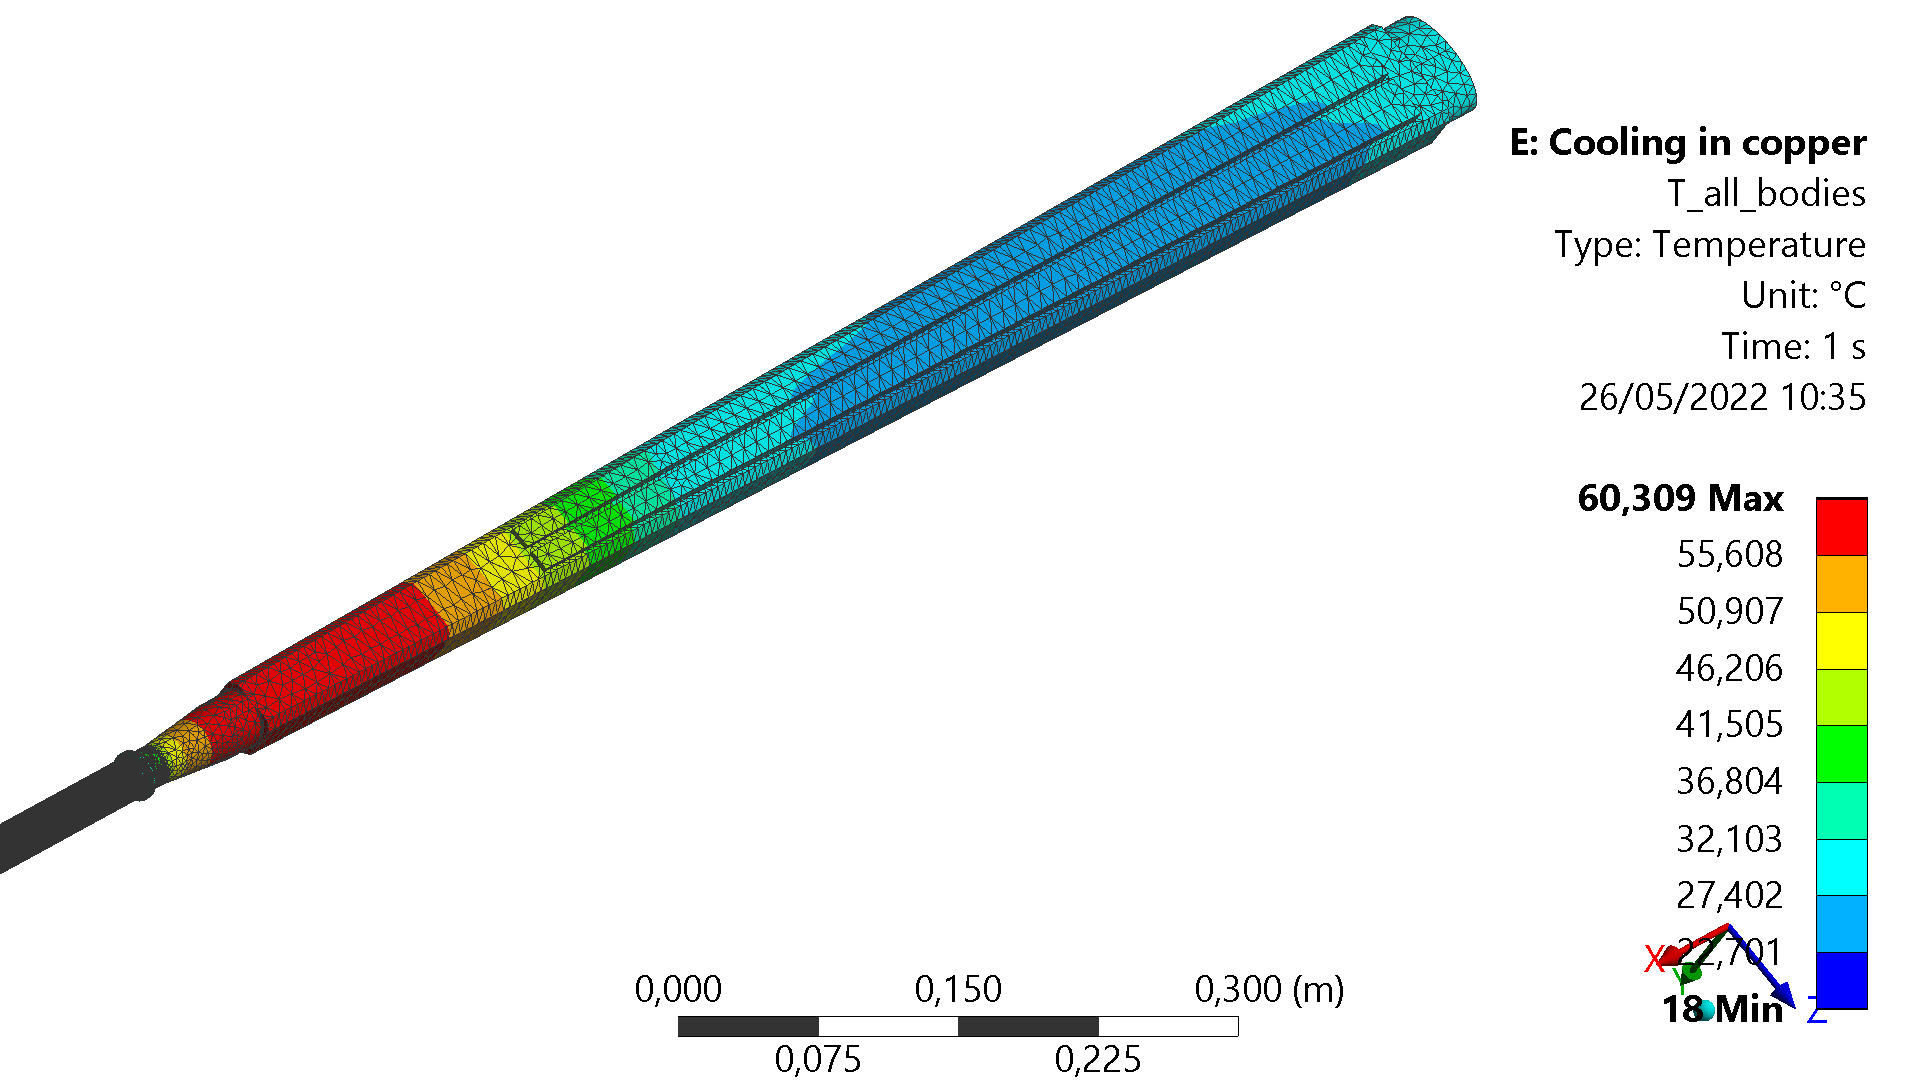 E: Cooling in copper
T_all_bodies
Type: Temperature
Unit: °C
Time: 1 s
26/05/2022 10:35
60,309 Max
55,608
50,907
46,206
41,505
36,804
32,103
27,402
22,701
18 Min
X
Y
Z
0,000 0,150 0,300 (m)
0,075 0,225